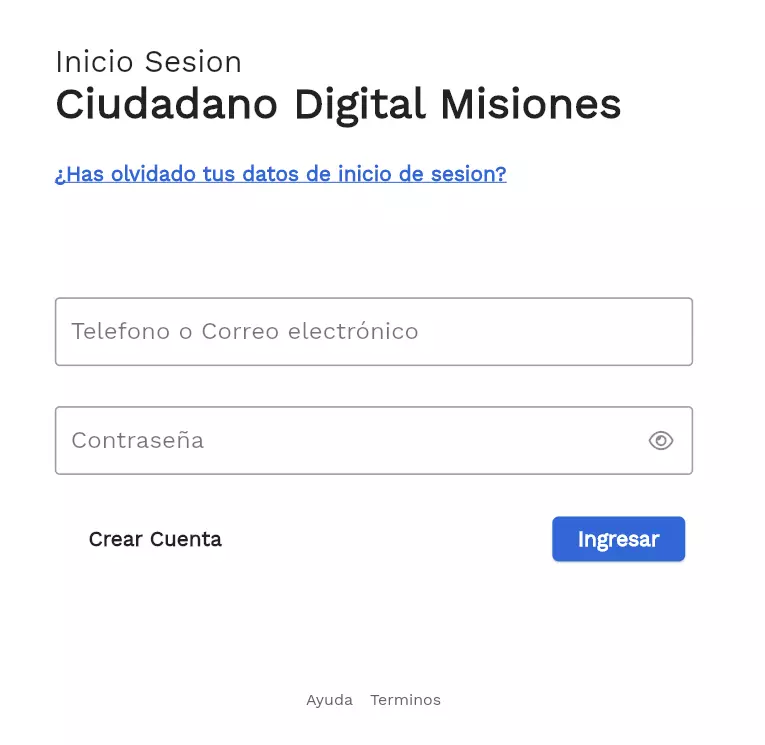 Inicio Sesion
Ciudadano Digital Misiones
¿Has olvidado tus datos de inicio de sesion?
Telefono o Correo electrónico
Contraseña
Crear Cuenta
Ingresar
Ayuda Terminos